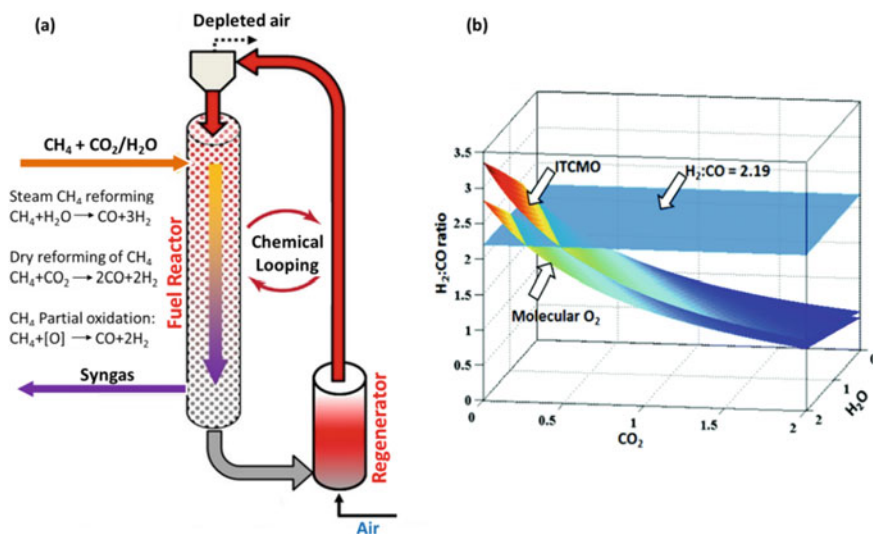 (a)
Depleted air
CH₄ + CO₂/H₂O
Steam CH₄ reforming
CH₄+H₂O → CO+3H₂
Dry reforming of CH₄
CH₄+CO₂ → 2CO+2H₂
CH₄ Partial oxidation:
CH₄+[O] → CO+2H₂
Syngas
Fuel Reactor
Chemical
Looping
Regenerator
Air
(b)
H₂:CO ratio
3.5
3
2.5
2
1.5
1
0.5
0
ITCMO
H₂:CO = 2.19
Molecular O₂
0
0.5
1
1.5
2
CO₂
2
1
H₂O